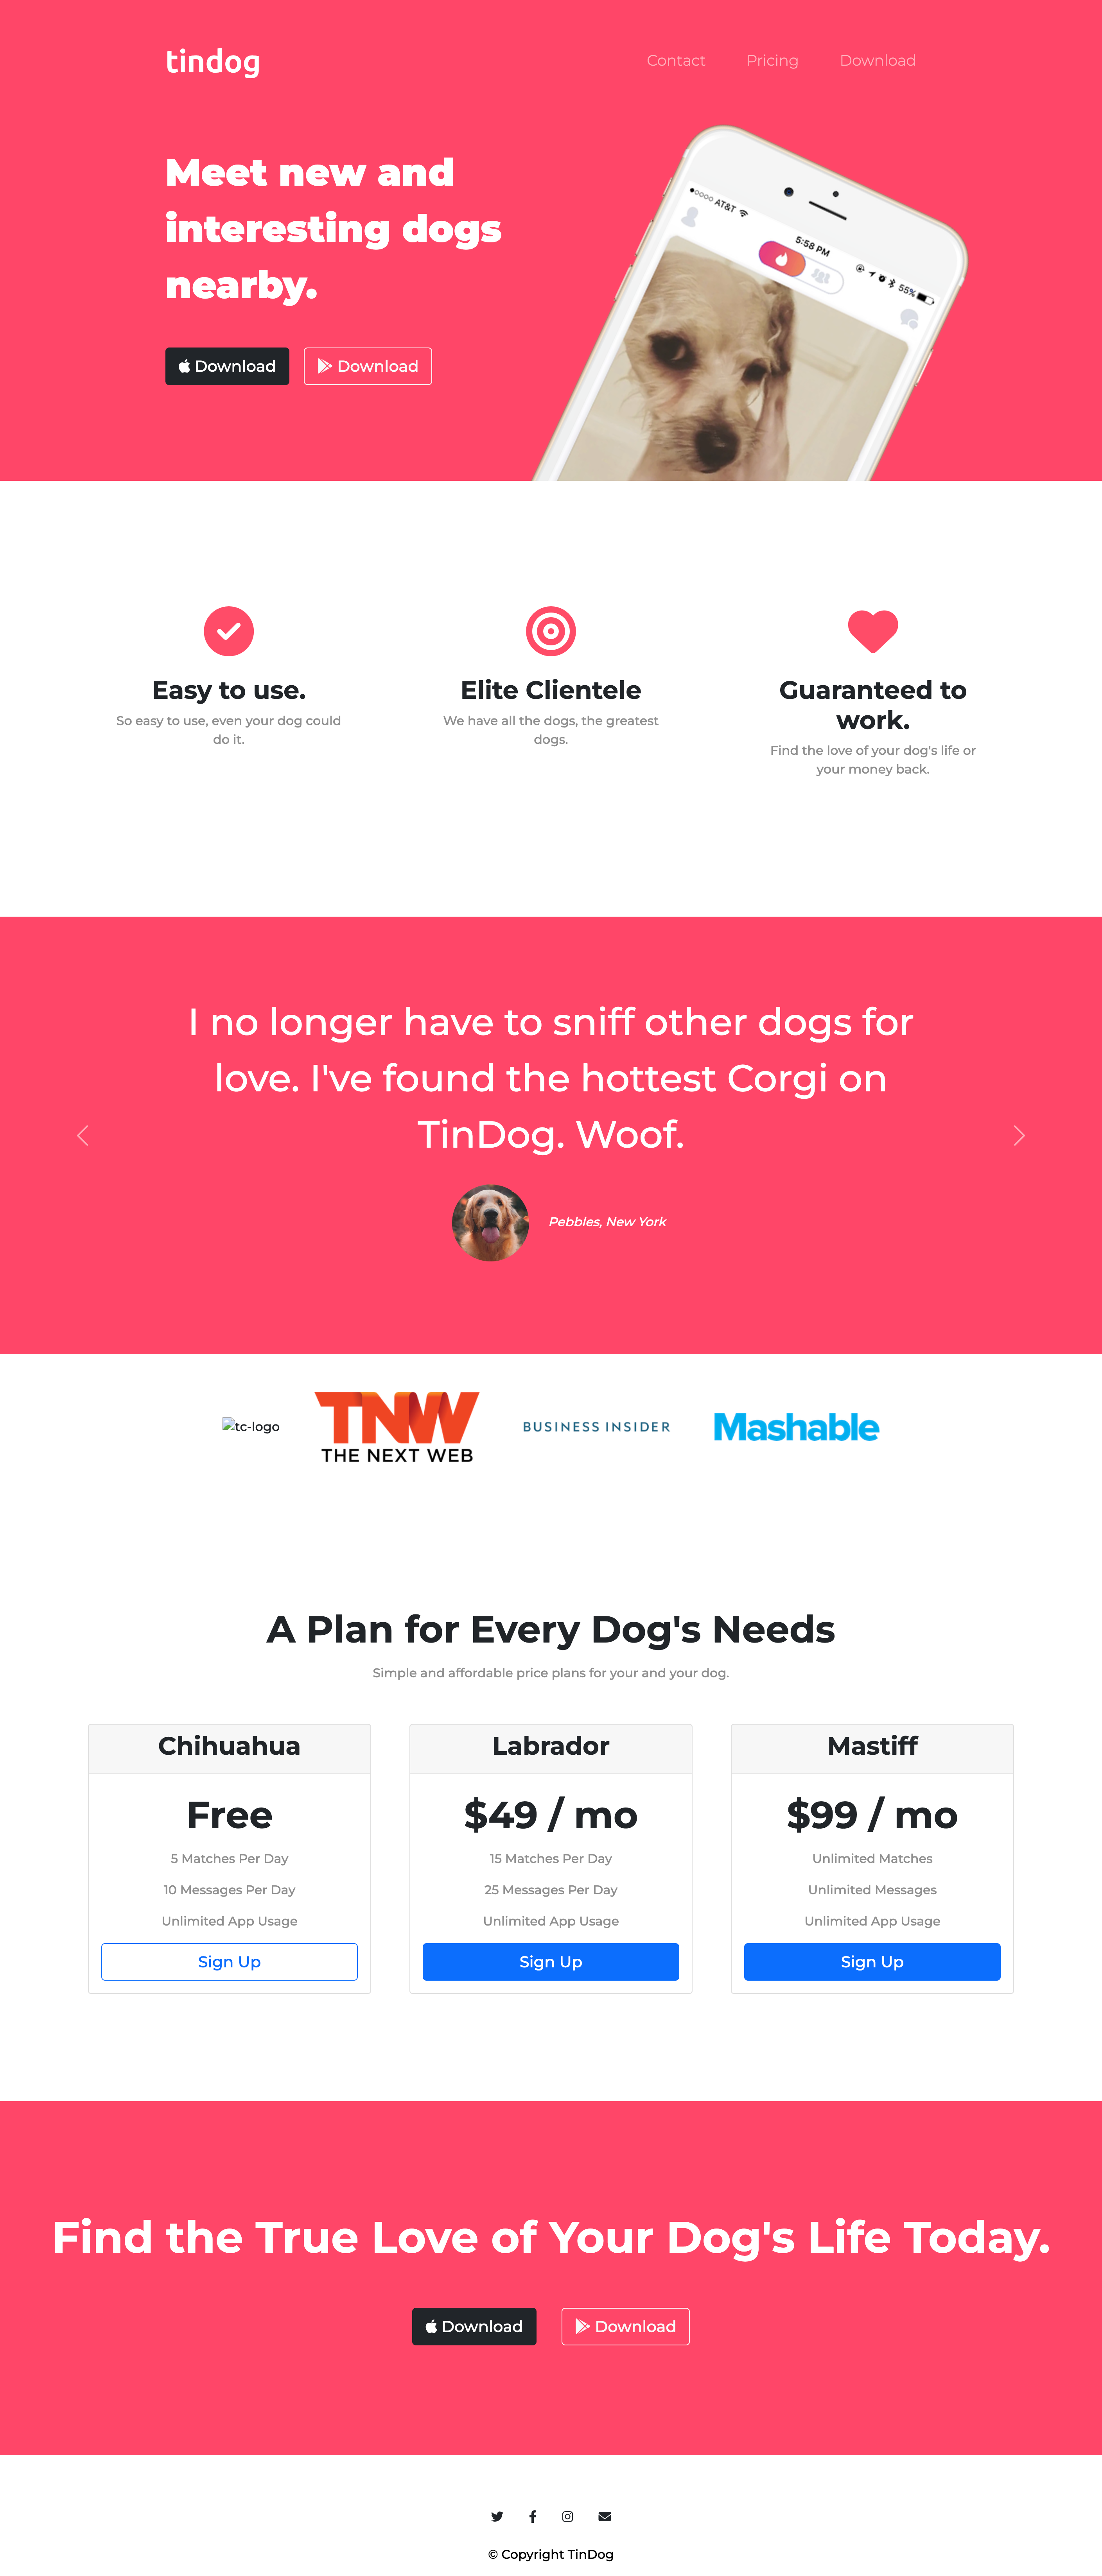 tindog
Contact Pricing Download
Meet new and
interesting dogs
nearby.
Download Download
●○○○○ AT&T
5:58 PM
55%
Easy to use.
So easy to use, even your dog could
do it.
Elite Clientele
We have all the dogs, the greatest
dogs.
Guaranteed to
work.
Find the love of your dog's life or
your money back.
I no longer have to sniff other dogs for
love. I've found the hottest Corgi on
TinDog. Woof.
Pebbles, New York
tc-logo
TNW
THE NEXT WEB
BUSINESS INSIDER
Mashable
A Plan for Every Dog's Needs
Simple and affordable price plans for your and your dog.
Chihuahua
Free
5 Matches Per Day
10 Messages Per Day
Unlimited App Usage
Sign Up
Labrador
$49 / mo
15 Matches Per Day
25 Messages Per Day
Unlimited App Usage
Sign Up
Mastiff
$99 / mo
Unlimited Matches
Unlimited Messages
Unlimited App Usage
Sign Up
Find the True Love of Your Dog's Life Today.
Download Download
© Copyright TinDog